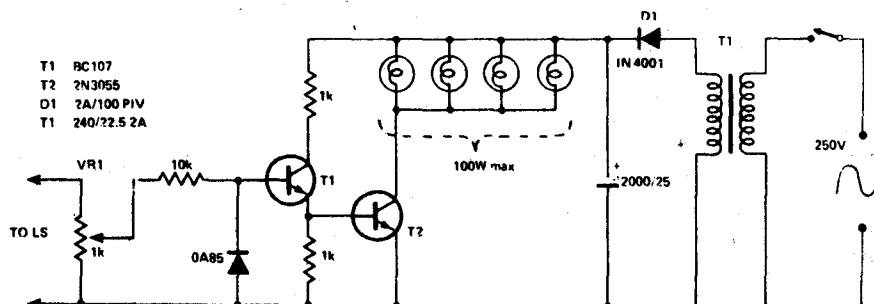 T1 BC107
T2 2N3055
D1 2A/100 PIV
T1 240/22.5 2A
VR1
10k
1k
TO LS
1k
0A85
T1
1k
T2
100W max
D1
IN 4001
T1
+
2000/25
250V